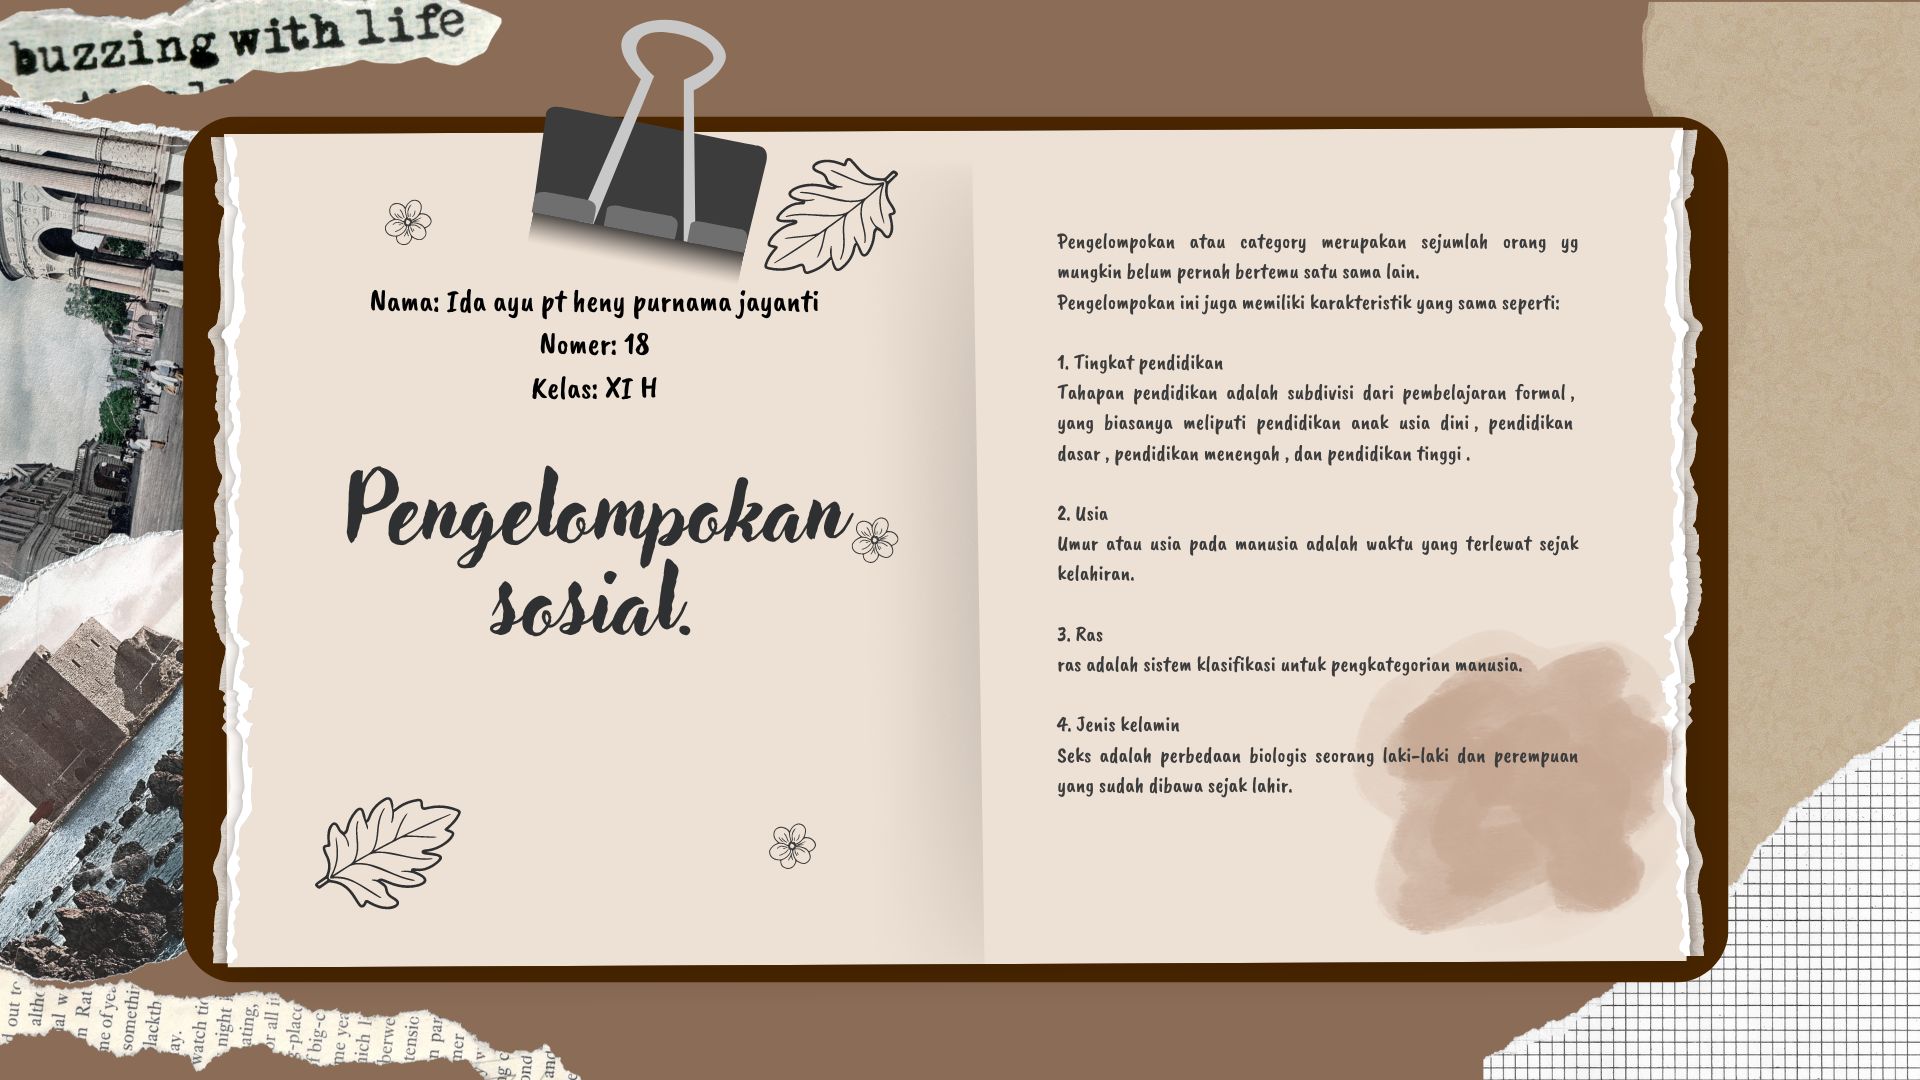 buzzing with life
Nama: Ida ayu pt heny purnama jayanti
Nomer: 18
Kelas: XI H
Pengelompokan
sosial.
Pengelompokan atau category merupakan sejumlah orang yg
mungkin belum pernah bertemu satu sama lain.
Pengelompokan ini juga memiliki karakteristik yang sama seperti:
1. Tingkat pendidikan
Tahapan pendidikan adalah subdivisi dari pembelajaran formal ,
yang biasanya meliputi pendidikan anak usia dini , pendidikan
dasar , pendidikan menengah , dan pendidikan tinggi .
2. Usia
Umur atau usia pada manusia adalah waktu yang terlewat sejak
kelahiran.
3. Ras
ras adalah sistem klasifikasi untuk pengkategorian manusia.
4. Jenis kelamin
Seks adalah perbedaan biologis seorang laki-laki dan perempuan
yang sudah dibawa sejak lahir.